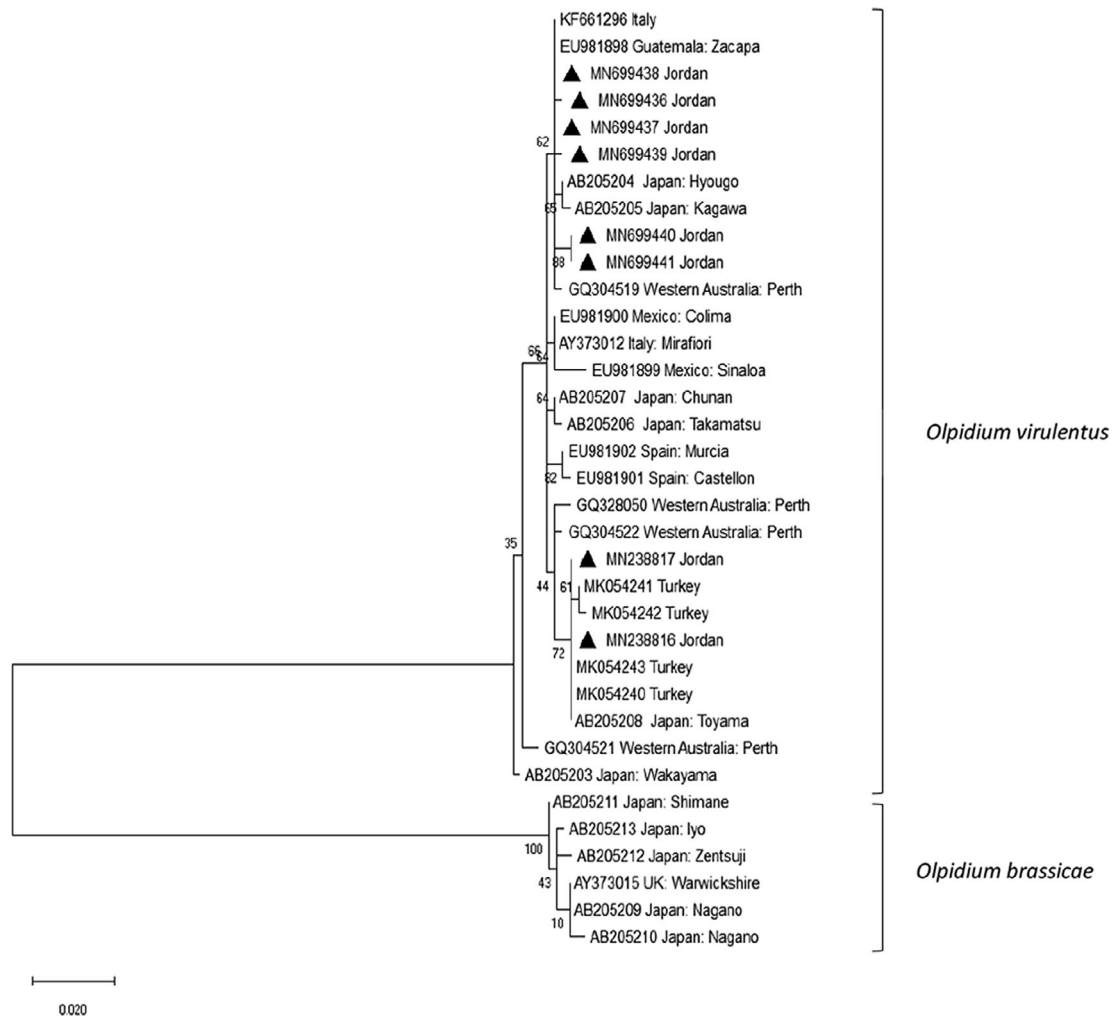 KF661296 Italy
EU981898 Guatemala: Zacapa
MN699438 Jordan
MN699436 Jordan
MN699437 Jordan
62
MN699439 Jordan
AB205204 Japan: Hyougo
65
AB205205 Japan: Kagawa
MN699440 Jordan
88
MN699441 Jordan
GQ304519 Western Australia: Perth
EU981900 Mexico: Colima
66
64
AY373012 Italy: Mirafiori
EU981899 Mexico: Sinaloa
64
AB205207 Japan: Chunan
AB205206 Japan: Takamatsu
Olpidium virulentus
EU981902 Spain: Murcia
82
EU981901 Spain: Castellon
GQ328050 Western Australia: Perth
GQ304522 Western Australia: Perth
35
MN238817 Jordan
44
61
MK054241 Turkey
MK054242 Turkey
MN238816 Jordan
72
MK054243 Turkey
MK054240 Turkey
AB205208 Japan: Toyama
GQ304521 Western Australia: Perth
AB205203 Japan: Wakayama
AB205211 Japan: Shimane
AB205213 Japan: Iyo
100
AB205212 Japan: Zentsuji
Olpidium brassicae
43
AY373015 UK: Warwickshire
AB205209 Japan: Nagano
10
AB205210 Japan: Nagano
0.020